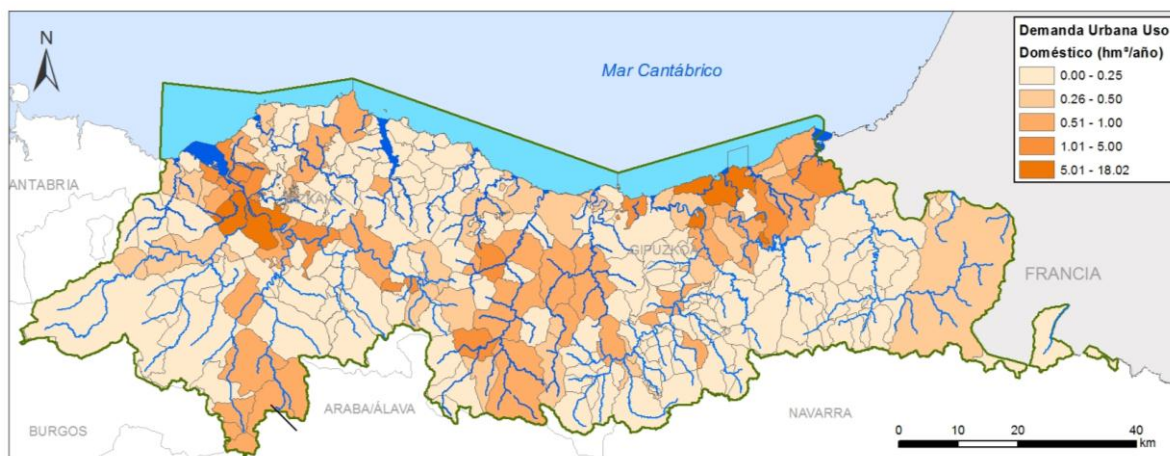 N
Mar Cantábrico
Demanda Urbana Uso
Doméstico (hm³/año)
0.00 - 0.25
0.26 - 0.50
0.51 - 1.00
1.01 - 5.00
5.01 - 18.02
ANTABRIA
GIPUZKOA
FRANCIA
ARABA/ÁLAVA
NAVARRA
BURGOS
0 10 20 40
km